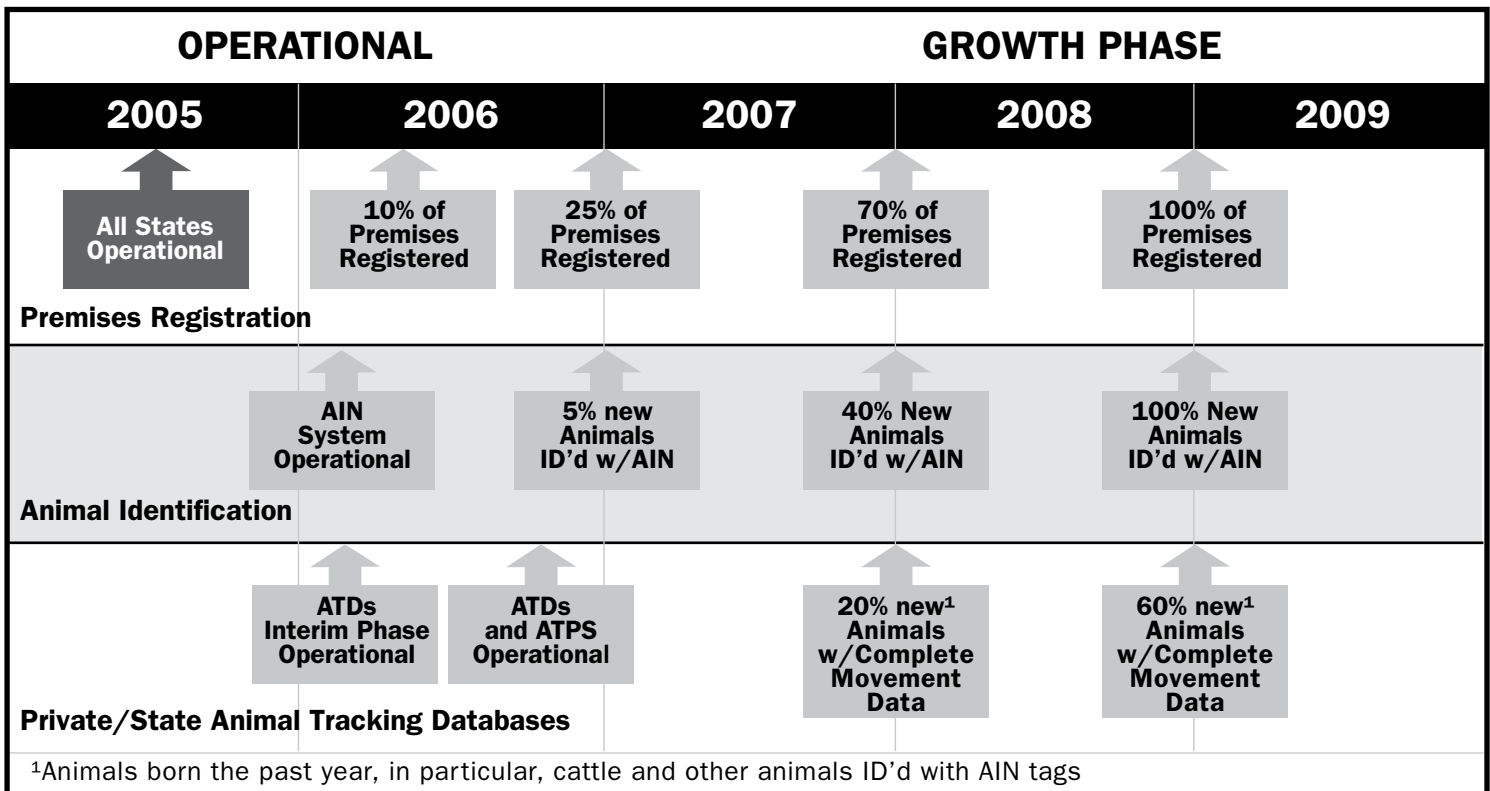 OPERATIONAL GROWTH PHASE
2005 2006 2007 2008 2009
All States
Operational
10% of
Premises
Registered
25% of
Premises
Registered
70% of
Premises
Registered
100% of
Premises
Registered
Premises Registration
AIN
System
Operational
5% new
Animals
ID’d w/AIN
40% New
Animals
ID’d w/AIN
100% New
Animals
ID’d w/AIN
Animal Identification
ATDs
Interim Phase
Operational
ATDs
and ATPS
Operational
20% new¹
Animals
w/Complete
Movement
Data
60% new¹
Animals
w/Complete
Movement
Data
Private/State Animal Tracking Databases
¹Animals born the past year, in particular, cattle and other animals ID’d with AIN tags